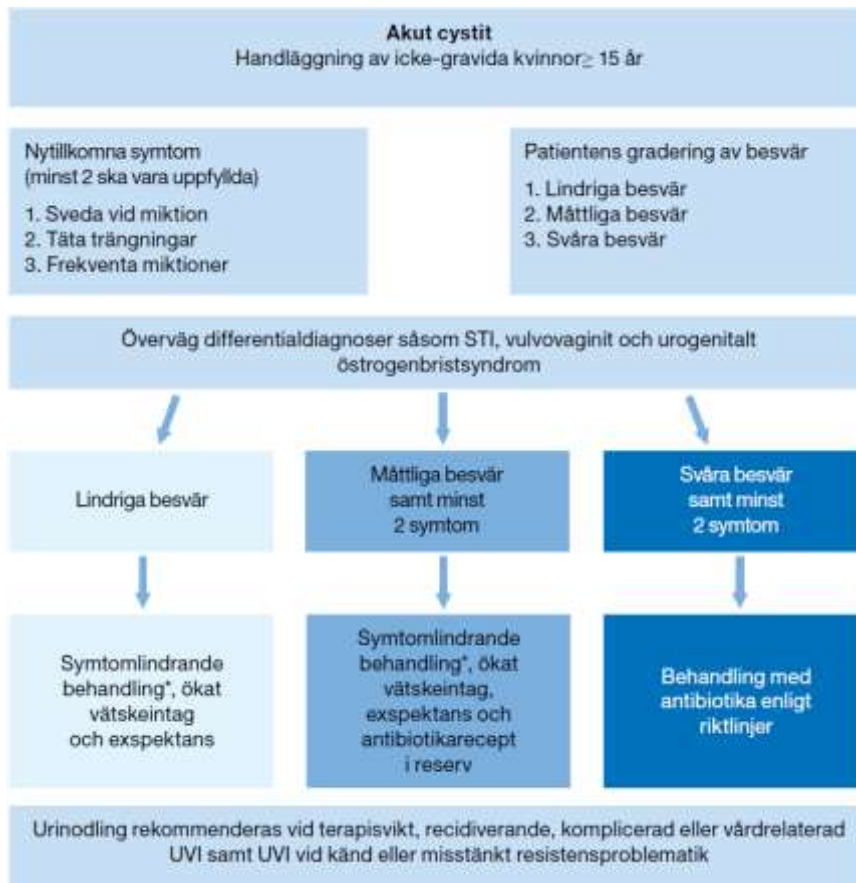 Akut cystit
Handläggning av icke-gravida kvinnor≥ 15 år
Nytillkomna symtom
(minst 2 ska vara uppfyllda)
1. Sveda vid miktion
2. Täta trängningar
3. Frekventa miktioner
Patientens gradering av besvär
1. Lindriga besvär
2. Måttliga besvär
3. Svåra besvär
Överväg differentialdiagnoser såsom STI, vulvovaginit och urogenitalt
östrogenbristsyndrom
Lindriga besvär
Måttliga besvär
samt minst
2 symtom
Svåra besvär
samt minst
2 symtom
Symtomlindrande
behandling*, ökat
vätskeintag
och exspektans
Symtomlindrande
behandling*, ökat
vätskeintag,
exspektans och
antibiotikarecept
i reserv
Behandling med
antibiotika enligt
riktlinjer
Urinodling rekommenderas vid terapisvikt, recidiverande, komplicerad eller vårdrelaterad
UVI samt UVI vid känd eller misstänkt resistensproblematik